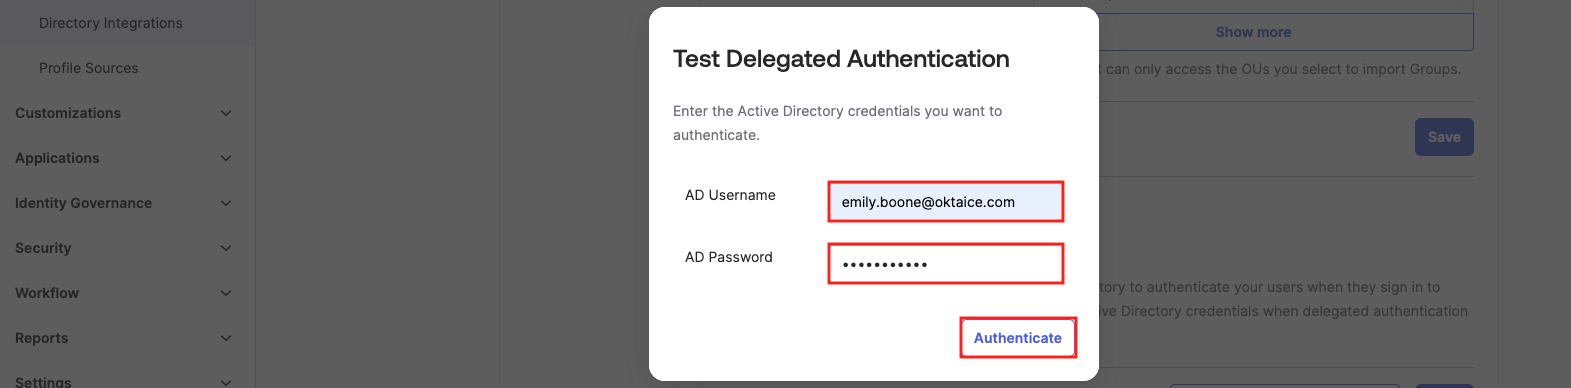 Directory Integrations
Profile Sources
Customizations
Applications
Identity Governance
Security
Workflow
Reports
Settings
Test Delegated Authentication
Enter the Active Directory credentials you want to
authenticate.
AD Username
emily.boone@oktaice.com
AD Password
•••••••••••
Authenticate
Show more
can only access the OUs you select to import Groups.
Save
to authenticate your users when they sign in to
Directory credentials when delegated authentication